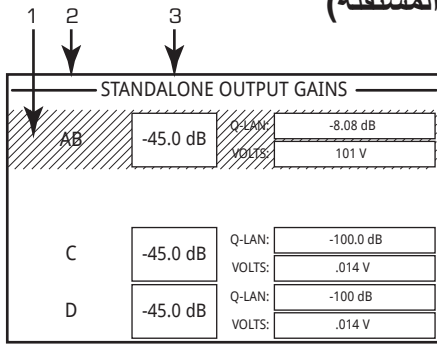 1 2 3
STANDALONE OUTPUT GAINS
AB -45.0 dB Q-LAN: -8.08 dB
VOLTS: 101 V
C -45.0 dB Q-LAN: -100.0 dB
VOLTS: .014 V
D -45.0 dB Q-LAN: -100 dB
VOLTS: .014 V